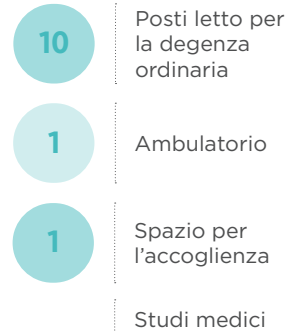 10
Posti letto per
la degenza
ordinaria
1
Ambulatorio
1
Spazio per
l'accoglienza
Studi medici